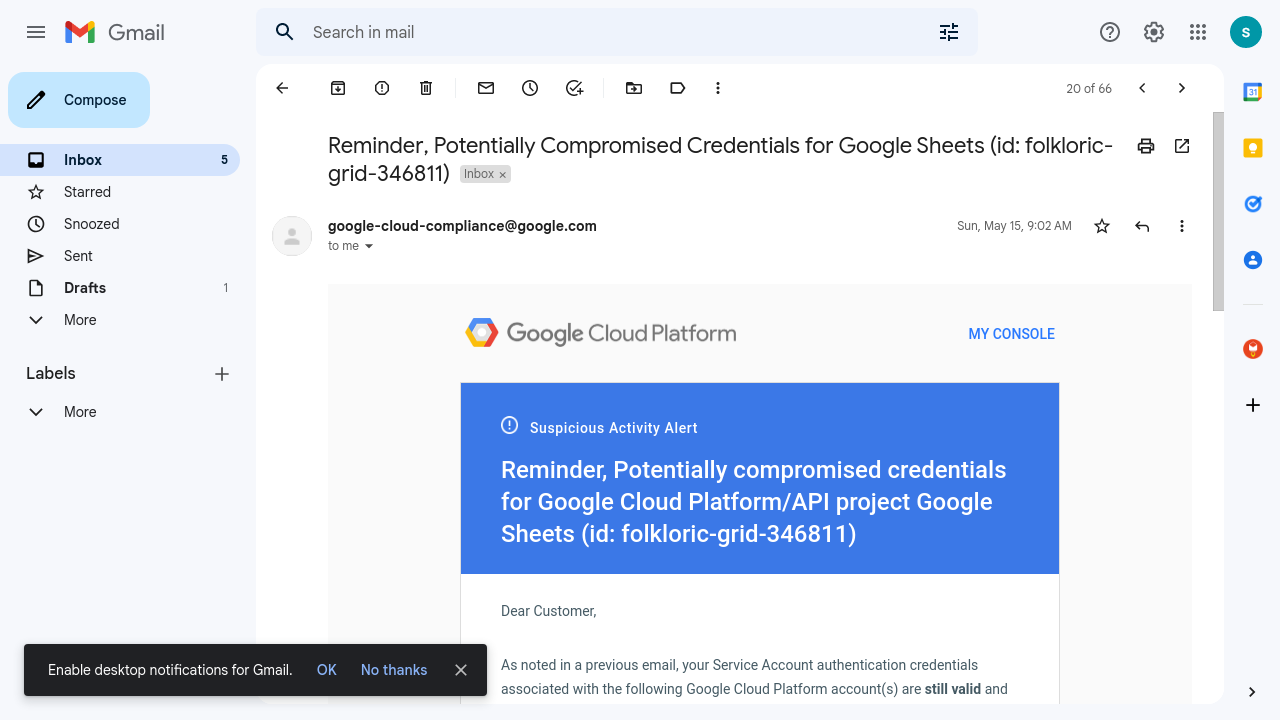 Gmail
Search in mail
S
Compose
20 of 66
Inbox 5
Starred
Snoozed
Sent
Drafts 1
More
Labels
More
Reminder, Potentially Compromised Credentials for Google Sheets (id: folkloric-
grid-346811) Inbox ×
google-cloud-compliance@google.com
Sun, May 15, 9:02 AM
to me
Google Cloud Platform
MY CONSOLE
Suspicious Activity Alert
Reminder, Potentially compromised credentials
for Google Cloud Platform/API project Google
Sheets (id: folkloric-grid-346811)
Dear Customer,
As noted in a previous email, your Service Account authentication credentials
associated with the following Google Cloud Platform account(s) are still valid and
Enable desktop notifications for Gmail. OK No thanks
31